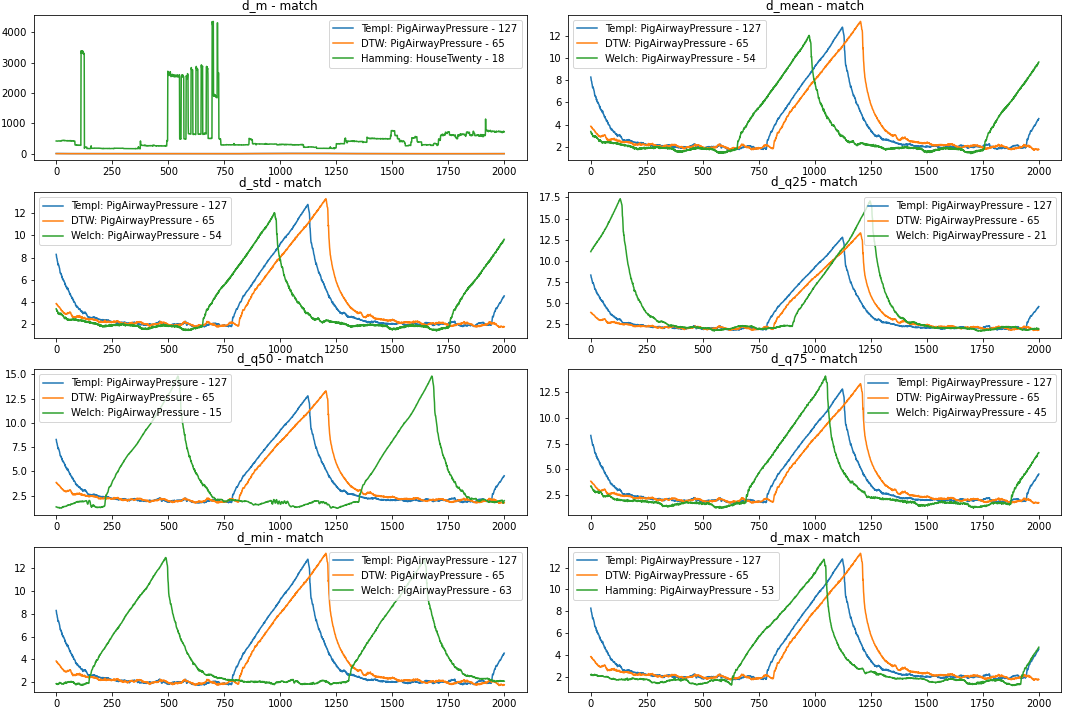 d_m - match
Templ: PigAirwayPressure - 127
DTW: PigAirwayPressure - 65
Hamming: HouseTwenty - 18
4000
3000
2000
1000
0
0 250 500 750 1000 1250 1500 1750 2000
d_mean - match
Templ: PigAirwayPressure - 127
DTW: PigAirwayPressure - 65
Welch: PigAirwayPressure - 54
12
10
8
6
4
2
0 250 500 750 1000 1250 1500 1750 2000
d_std - match
Templ: PigAirwayPressure - 127
DTW: PigAirwayPressure - 65
Welch: PigAirwayPressure - 54
12
10
8
6
4
2
0 250 500 750 1000 1250 1500 1750 2000
d_q25 - match
Templ: PigAirwayPressure - 127
DTW: PigAirwayPressure - 65
Welch: PigAirwayPressure - 21
17.5
15.0
12.5
10.0
7.5
5.0
2.5
0 250 500 750 1000 1250 1500 1750 2000
d_q50 - match
Templ: PigAirwayPressure - 127
DTW: PigAirwayPressure - 65
Welch: PigAirwayPressure - 15
15.0
12.5
10.0
7.5
5.0
2.5
0 250 500 750 1000 1250 1500 1750 2000
d_q75 - match
Templ: PigAirwayPressure - 127
DTW: PigAirwayPressure - 65
Welch: PigAirwayPressure - 45
12.5
10.0
7.5
5.0
2.5
0 250 500 750 1000 1250 1500 1750 2000
d_min - match
Templ: PigAirwayPressure - 127
DTW: PigAirwayPressure - 65
Welch: PigAirwayPressure - 63
12
10
8
6
4
2
0 250 500 750 1000 1250 1500 1750 2000
d_max - match
Templ: PigAirwayPressure - 127
DTW: PigAirwayPressure - 65
Hamming: PigAirwayPressure - 53
12
10
8
6
4
2
0 250 500 750 1000 1250 1500 1750 2000